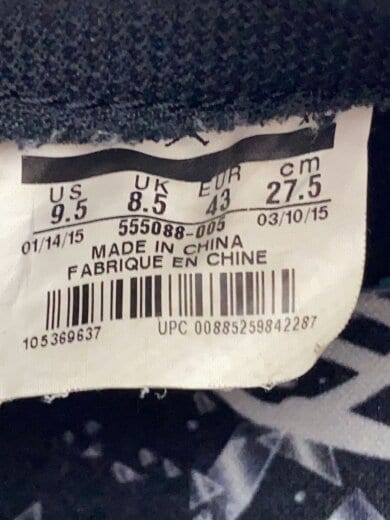 US UK EUR cm
9.5 8.5 43 27.5
01/14/15 555088-005 03/10/15
MADE IN CHINA
FABRIQUE EN CHINE
105369637 UPC 00885259842287